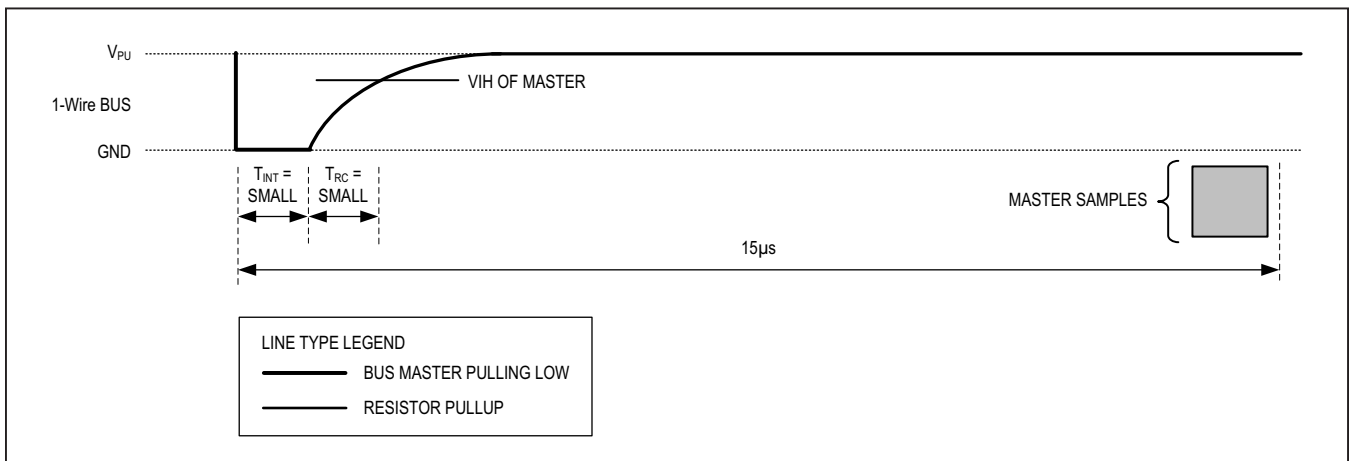 VPU
VIH OF MASTER
1-Wire BUS
GND
TINT =
SMALL
TRC =
SMALL
MASTER SAMPLES
15µs
LINE TYPE LEGEND
BUS MASTER PULLING LOW
RESISTOR PULLUP